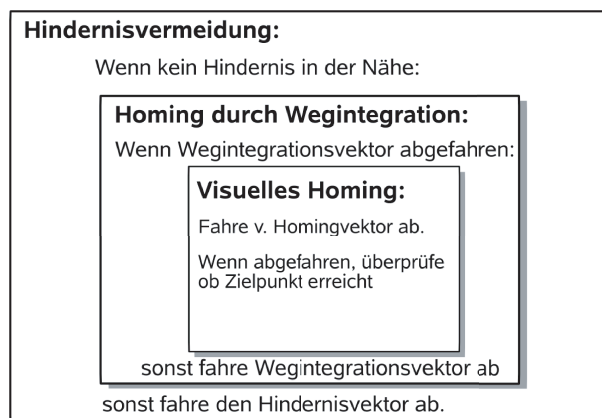 Hindernisvermeidung:
Wenn kein Hindernis in der Nähe:
Homing durch Wegintegration:
Wenn Wegintegrationsvektor abgefahren:
Visuelles Homing:
Fahre v. Homingvektor ab.
Wenn abgefahren, überprüfe
ob Zielpunkt erreicht
sonst fahre Wegintegrationsvektor ab
sonst fahre den Hindernisvektor ab.